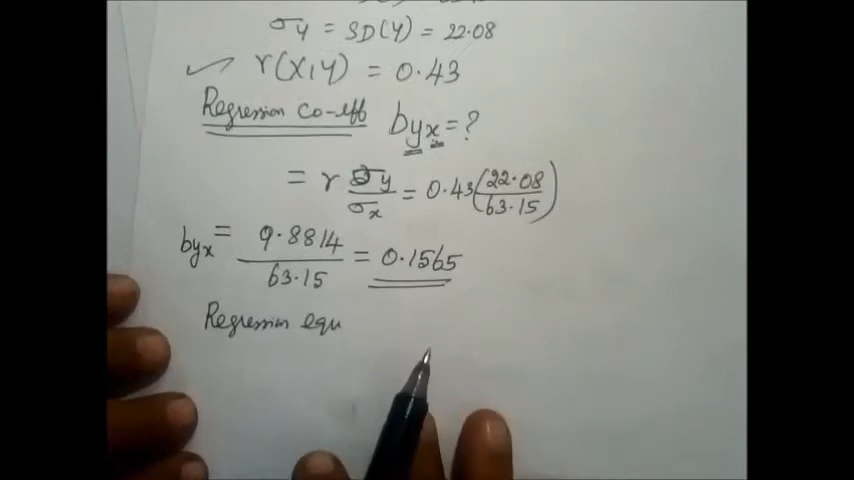 σy = SD(Y) = 22.08
r(X,Y) = 0.43
Regression co-eff byx = ?
= r σy/σx = 0.43(22.08/63.15)
byx = 9.8814/63.15 = 0.1565
Regression equ